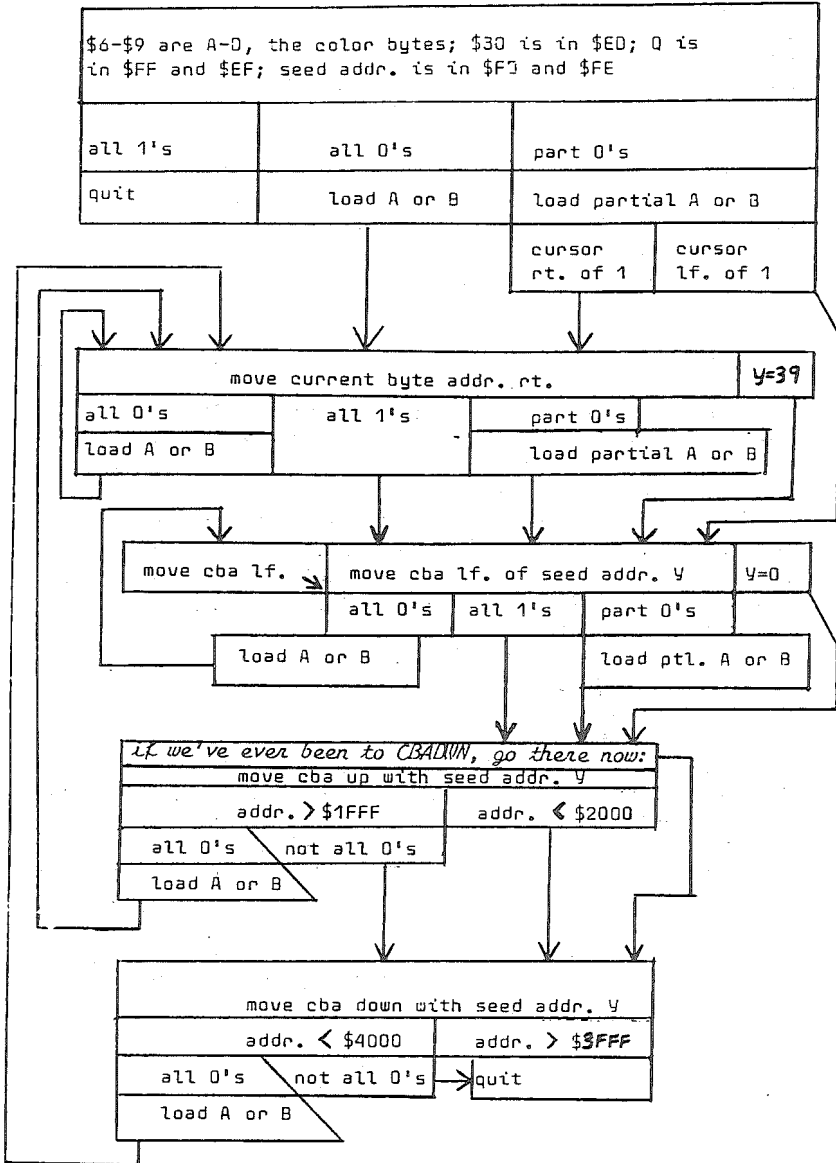 $6-$9 are A-D, the color bytes; $30 is in $ED; Q is
in $FF and $EF; seed addr. is in $FD and $FE
all 1's all 0's part 0's
quit load A or B load partial A or B
cursor cursor
rt. of 1 lf. of 1
move current byte addr. rt. y=39
all 0's all 1's part 0's
load A or B load partial A or B
move cba lf. move cba lf. of seed addr. y y=0
all 0's all 1's part 0's
load A or B load ptl. A or B
if we've ever been to CBADWN, go there now:
move cba up with seed addr. y
addr. > $1FFF addr. < $2000
all 0's not all 0's
load A or B
move cba down with seed addr. y
addr. < $4000 addr. > $3FFF
all 0's not all 0's quit
load A or B